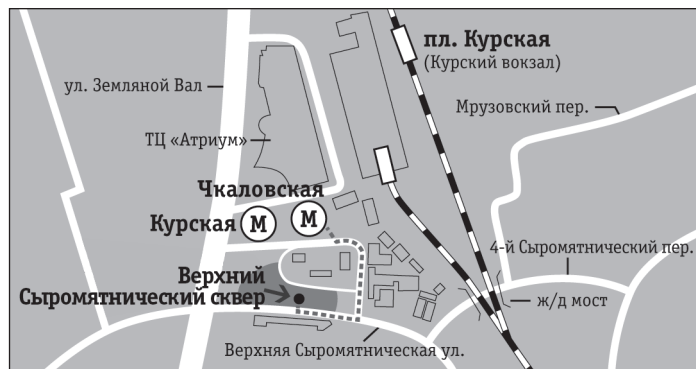 пл. Курская
(Курский вокзал)
ул. Земляной Вал
Мрузовский пер.
ТЦ «Атриум»
Чкаловская
Курская М М
4-й Сыромятнический пер.
Верхний
Сыромятнический сквер
ж/д мост
Верхняя Сыромятническая ул.